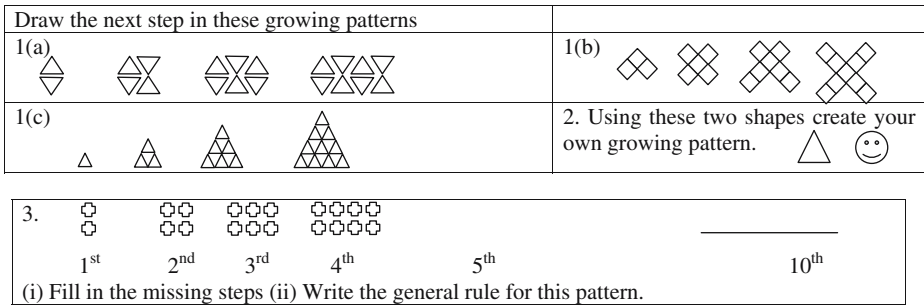 Draw the next step in these growing patterns
1(a)
1(b)
1(c)
2. Using these two shapes create your
own growing pattern.
3.
1st 2nd 3rd 4th 5th 10th
(i) Fill in the missing steps (ii) Write the general rule for this pattern.